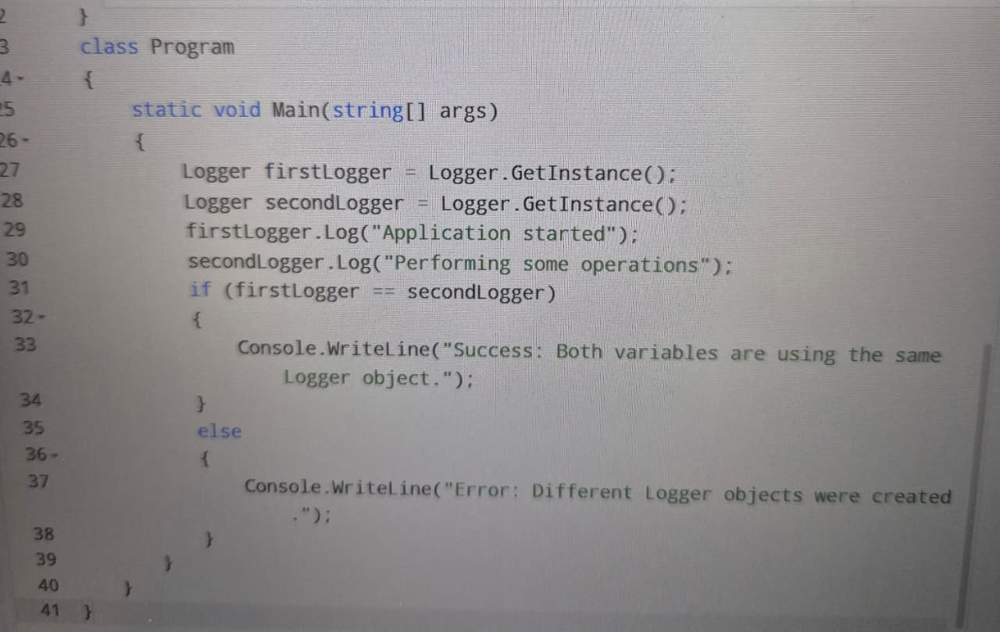 2 }
3 class Program
4 {
25 static void Main(string[] args)
26 {
27 Logger firstLogger = Logger.GetInstance();
28 Logger secondLogger = Logger.GetInstance();
29 firstLogger.Log("Application started");
30 secondLogger.Log("Performing some operations");
31 if (firstLogger == secondLogger)
32 {
33 Console.WriteLine("Success: Both variables are using the same
Logger object.");
34 }
35 else
36 {
37 Console.WriteLine("Error: Different Logger objects were created
.");
38 }
39 }
40 }
41 }